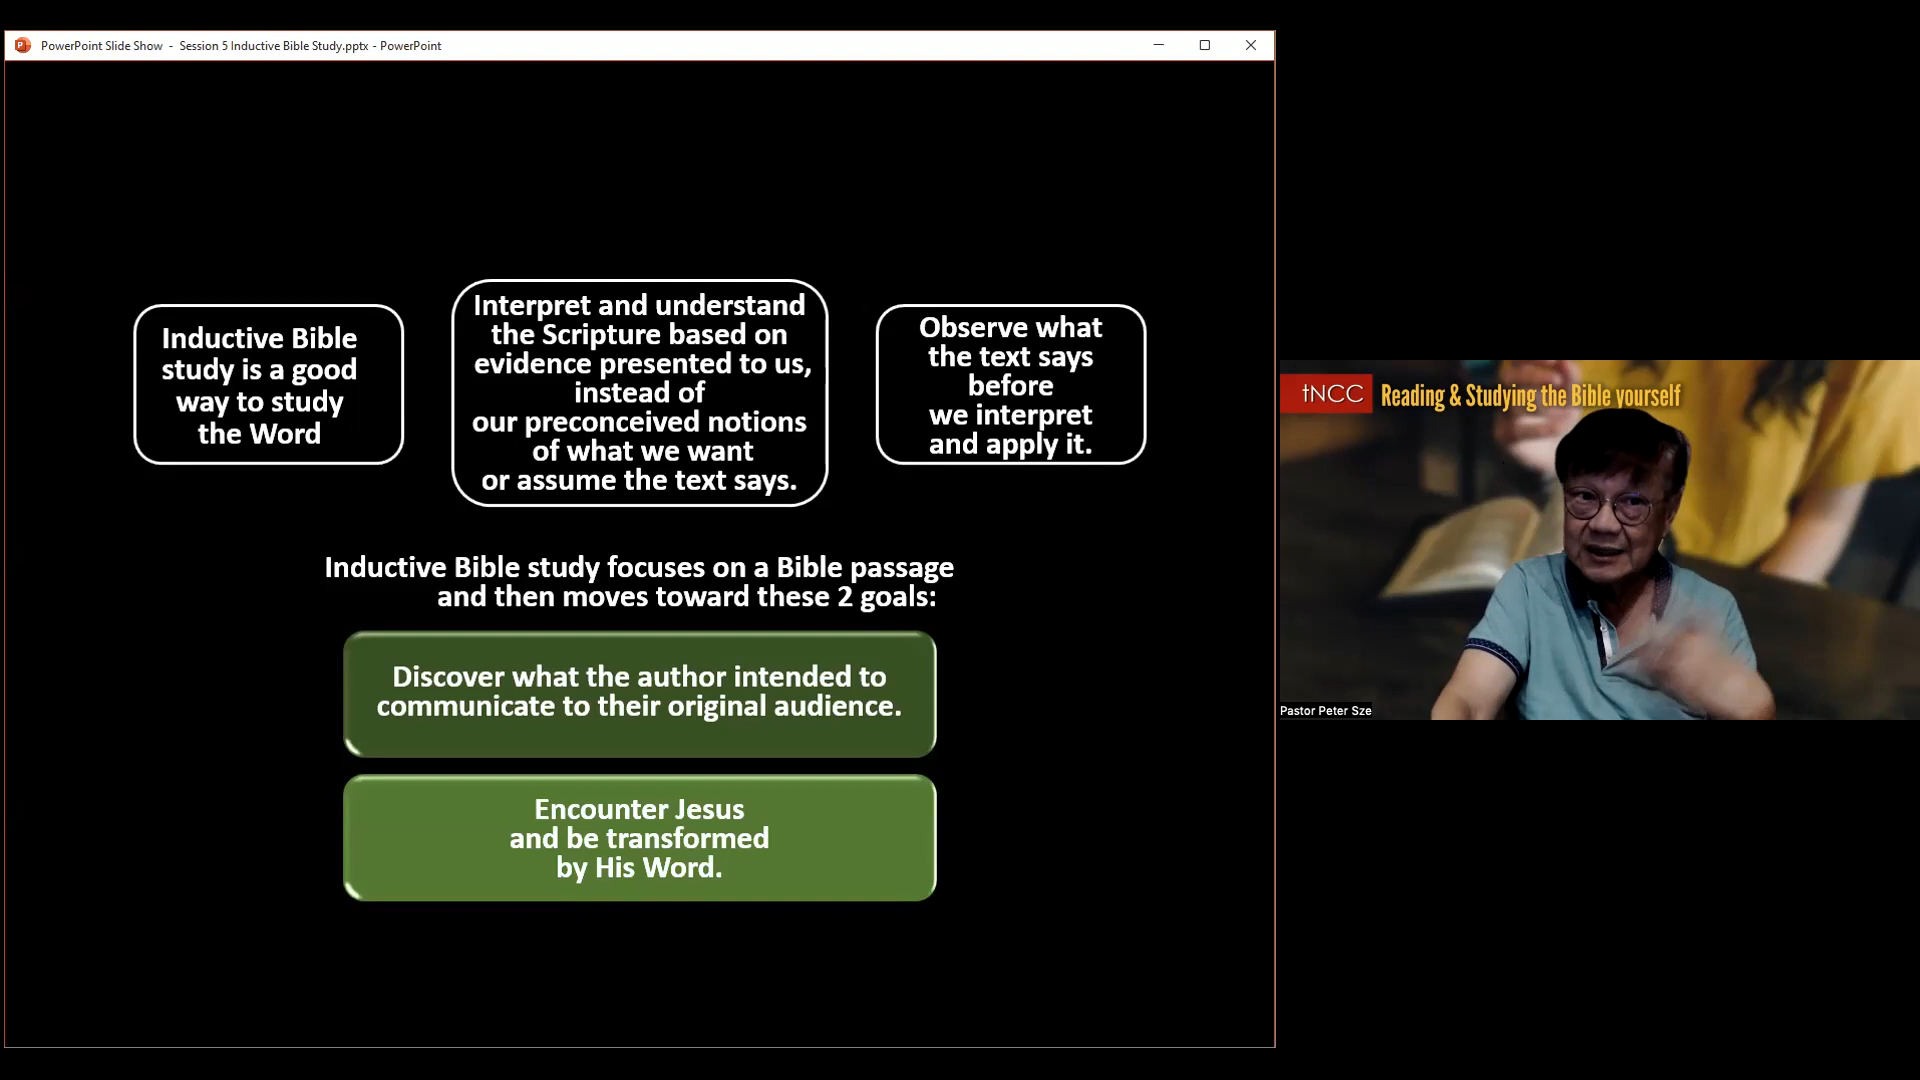 PowerPoint Slide Show - Session 5 Inductive Bible Study.pptx - PowerPoint
Inductive Bible
study is a good
way to study
the Word
Interpret and understand
the Scripture based on
evidence presented to us,
instead of
our preconceived notions
of what we want
or assume the text says.
Observe what
the text says
before
we interpret
and apply it.
Inductive Bible study focuses on a Bible passage
and then moves toward these 2 goals:
Discover what the author intended to
communicate to their original audience.
Encounter Jesus
and be transformed
by His Word.
tNCC Reading & Studying the Bible yourself
Pastor Peter Sze